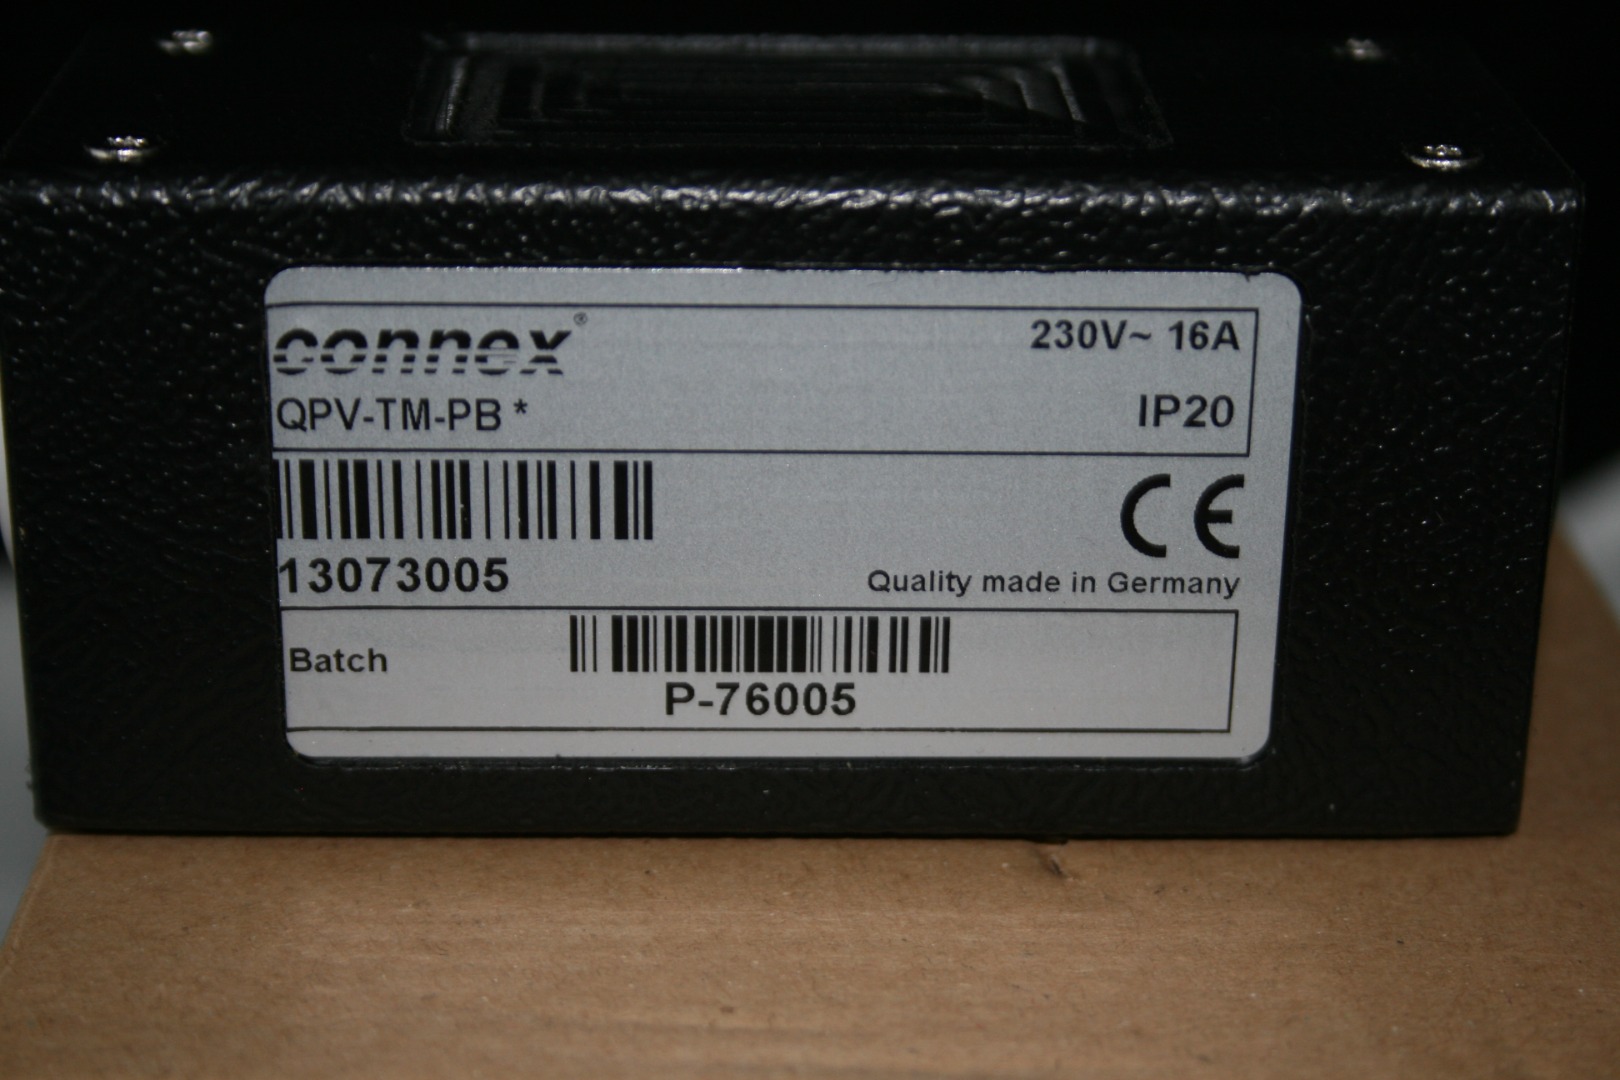 connex®
230V~ 16A
QPV-TM-PB *
IP20
13073005
CE
Quality made in Germany
Batch
P-76005